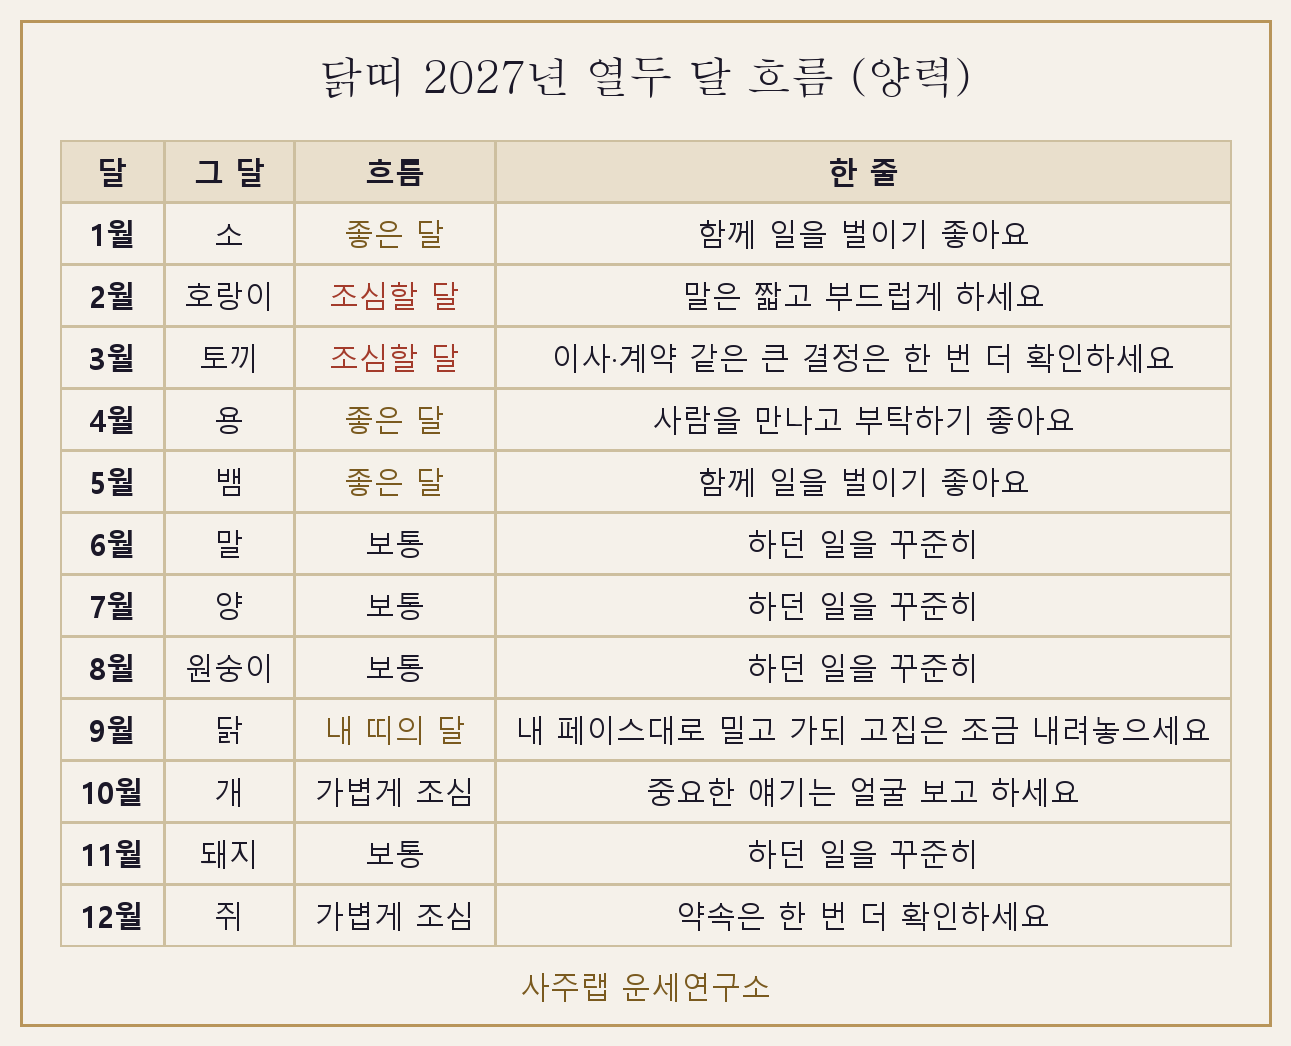 닭띠 2027년 열두 달 흐름 (양력)
달 그 달 흐름 한 줄
1월 소 좋은 달 함께 일을 벌이기 좋아요
2월 호랑이 조심할 달 말은 짧고 부드럽게 하세요
3월 토끼 조심할 달 이사·계약 같은 큰 결정은 한 번 더 확인하세요
4월 용 좋은 달 사람을 만나고 부탁하기 좋아요
5월 뱀 좋은 달 함께 일을 벌이기 좋아요
6월 말 보통 하던 일을 꾸준히
7월 양 보통 하던 일을 꾸준히
8월 원숭이 보통 하던 일을 꾸준히
9월 닭 내 띠의 달 내 페이스대로 밀고 가되 고집은 조금 내려놓으세요
10월 개 가볍게 조심 중요한 얘기는 얼굴 보고 하세요
11월 돼지 보통 하던 일을 꾸준히
12월 쥐 가볍게 조심 약속은 한 번 더 확인하세요
사주랩 운세연구소